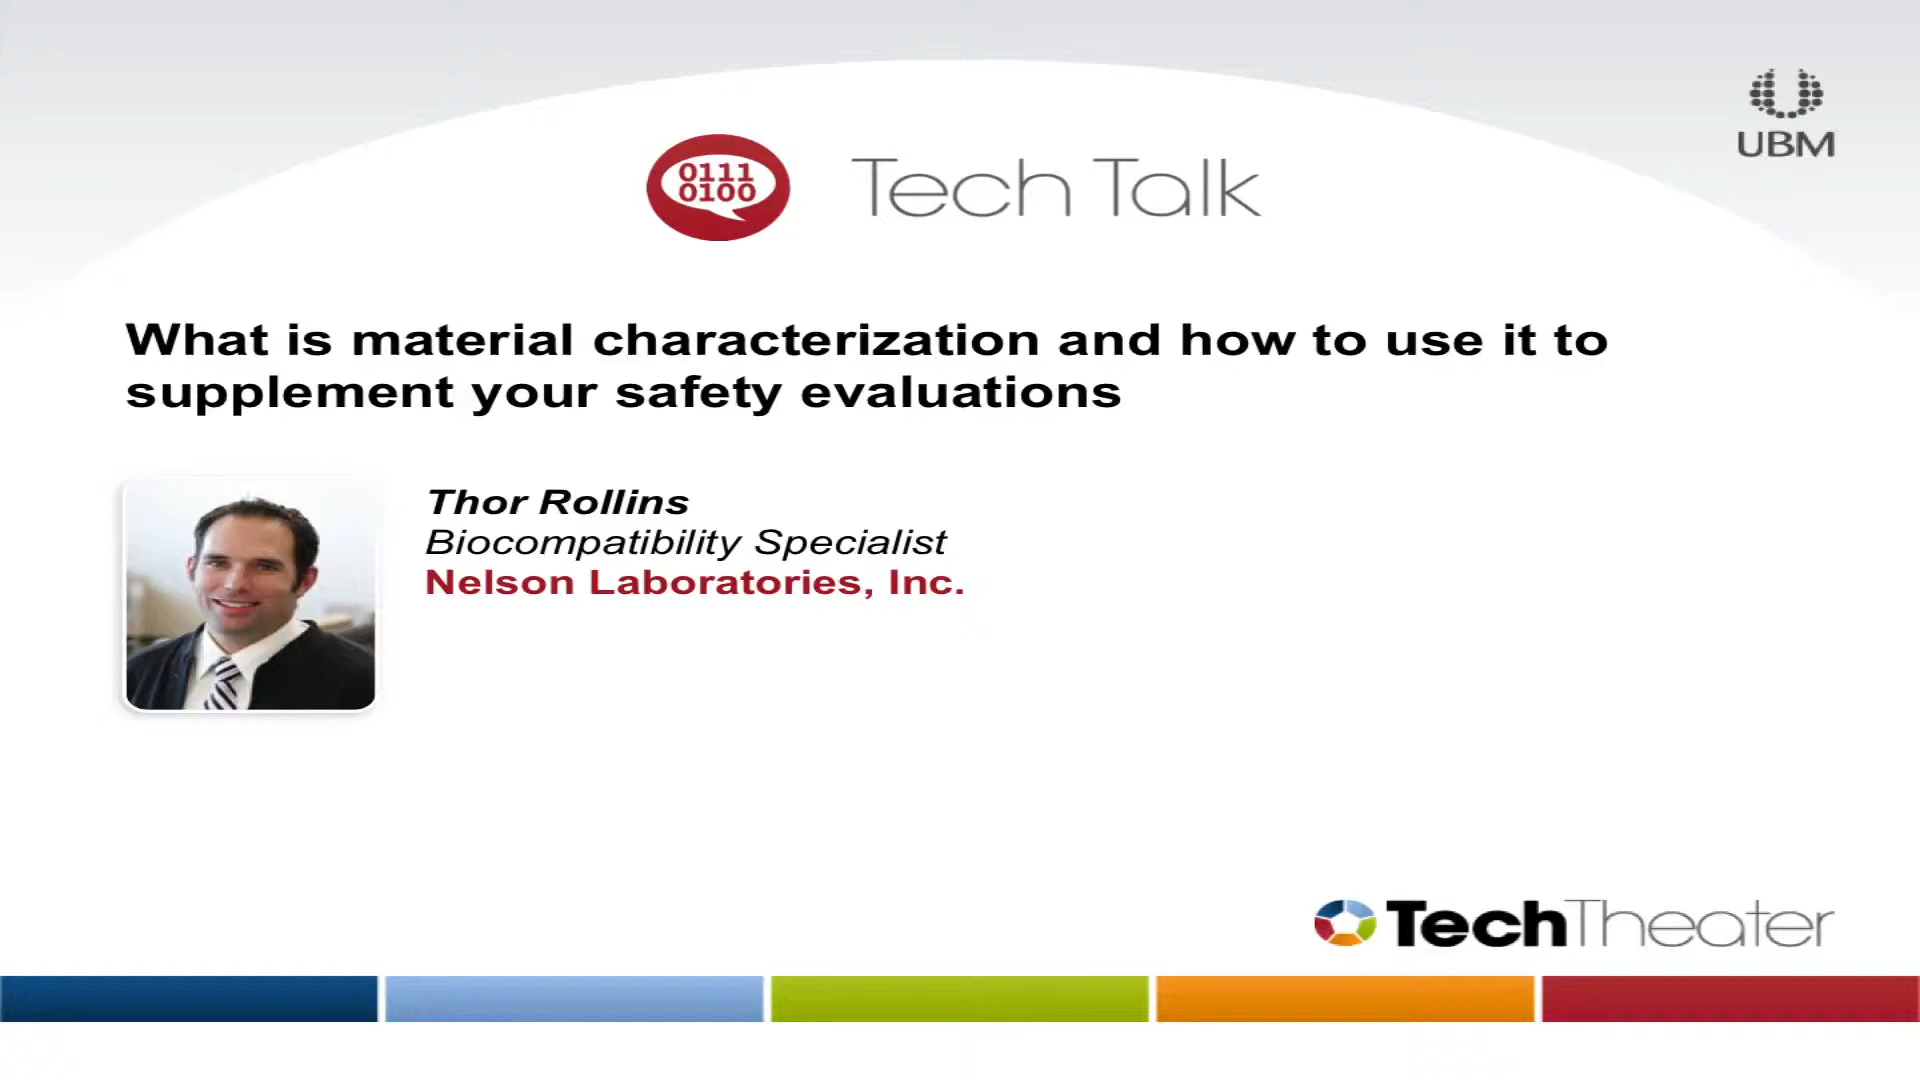 UBM
0111
0100
Tech Talk
What is material characterization and how to use it to
supplement your safety evaluations
Thor Rollins
Biocompatibility Specialist
Nelson Laboratories, Inc.
TechTheater